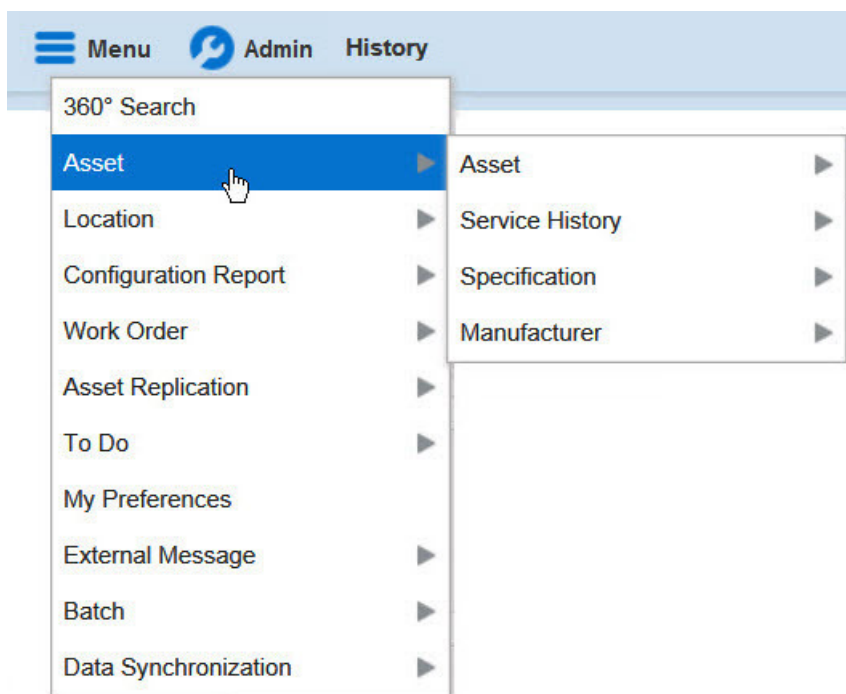 Menu Admin History
360° Search
Asset
Location
Configuration Report
Work Order
Asset Replication
To Do
My Preferences
External Message
Batch
Data Synchronization
Asset
Service History
Specification
Manufacturer